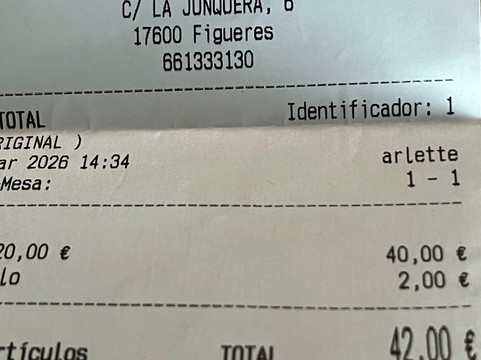 C/ LA JUNQUERA, 6
17600 Figueres
661333130
TOTAL Identificador: 1
RIGINAL )
ar 2026 14:34 arlette
Mesa: 1 - 1
20,00 € 40,00 €
lo 2,00 €
rtículos TOTAL 42,00 €